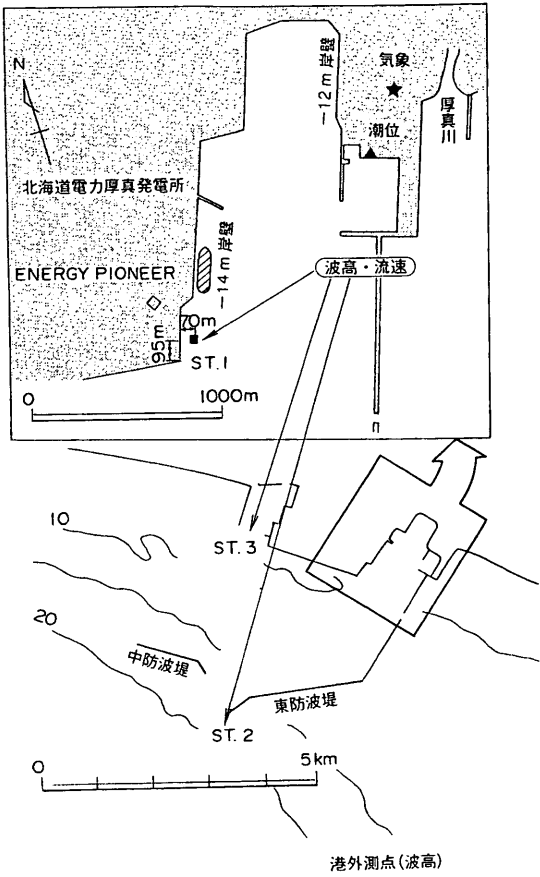 N
気象
-12m岸壁
厚真川
潮位
北海道電力厚真発電所
ENERGY PIONEER
-14m岸壁
波高・流速
70m
95m
ST.1
0 1000m
10
ST.3
20
中防波堤
東防波堤
ST.2
0 5km
港外測点(波高)